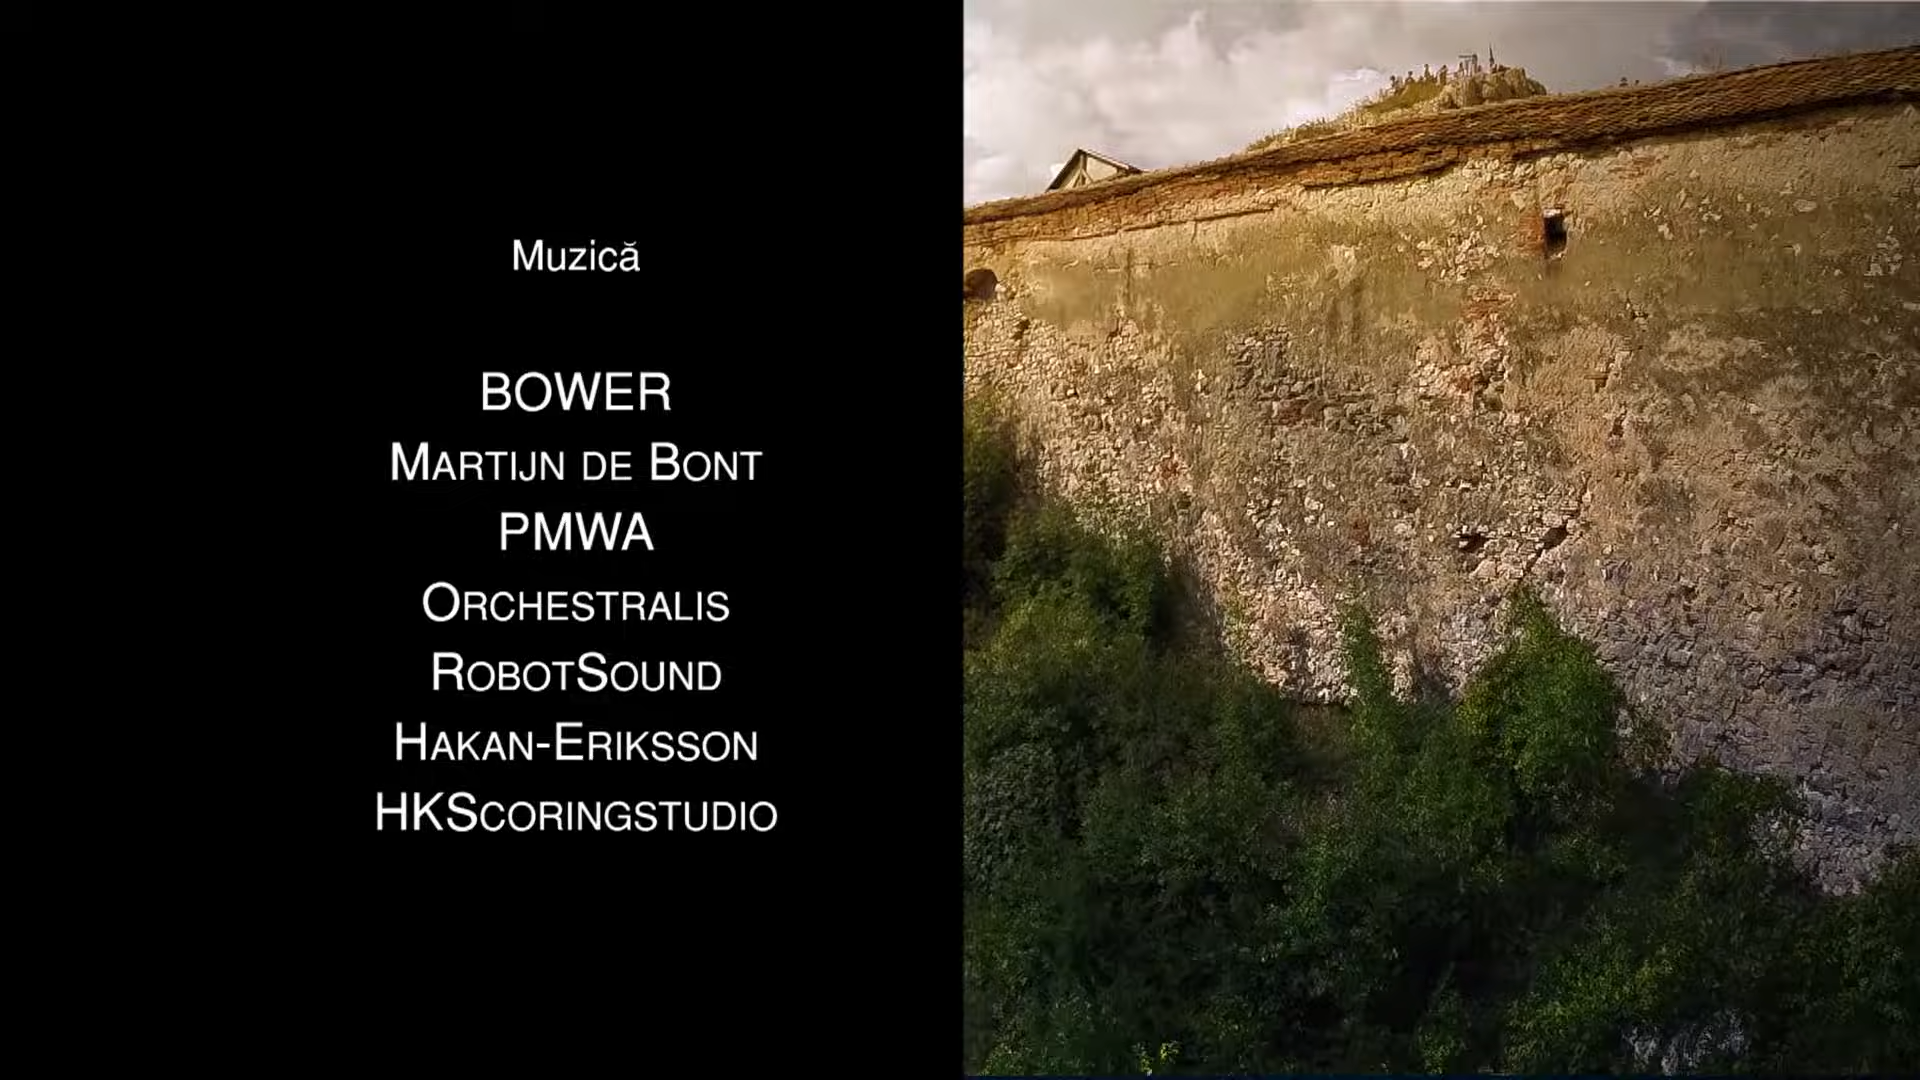 Muzică
BOWER
MARTIJN DE BONT
PMWA
ORCHESTRALIS
ROBOTSOUND
HAKAN-ERIKSSON
HKSCORINGSTUDIO